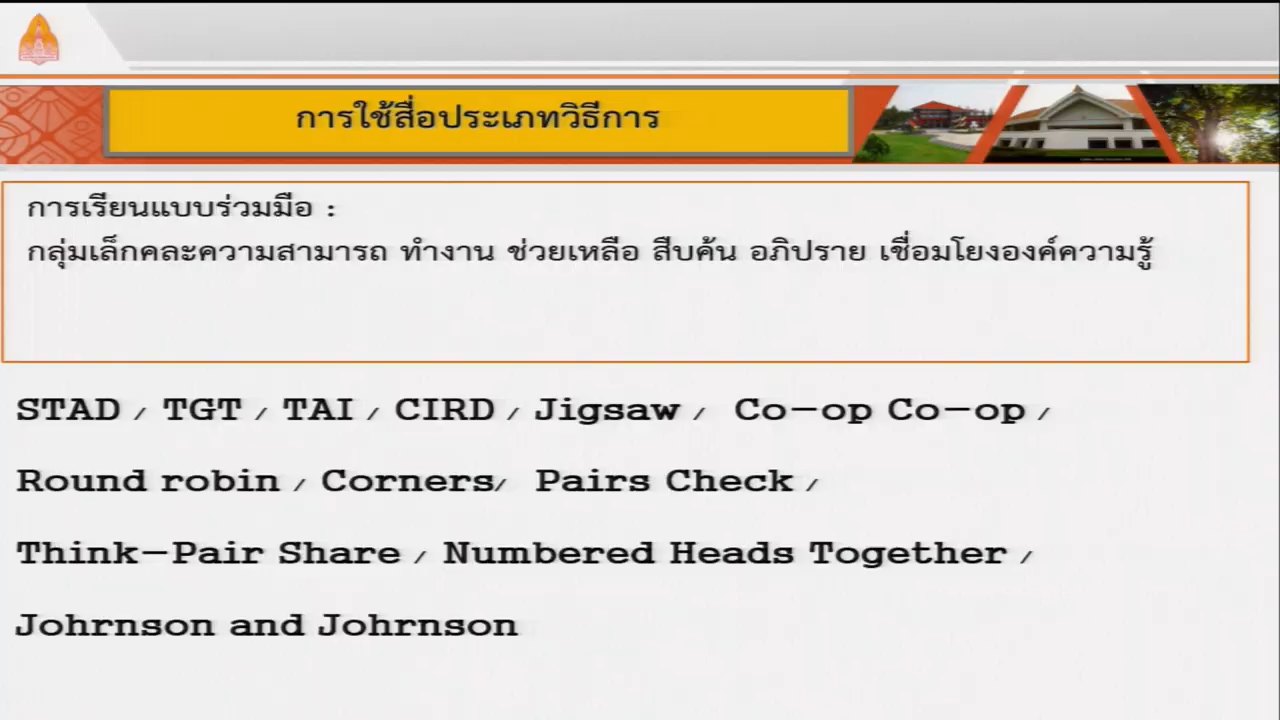 การใช้สื่อประเภทวิธีการ
การเรียนแบบร่วมมือ :
กลุ่มเล็กคละความสามารถ ทำงาน ช่วยเหลือ สืบค้น อภิปราย เชื่อมโยงองค์ความรู้
STAD , TGT , TAI , CIRD , Jigsaw , Co-op Co-op ,
Round robin , Corners, Pairs Check ,
Think-Pair Share , Numbered Heads Together ,
Johrnson and Johrnson